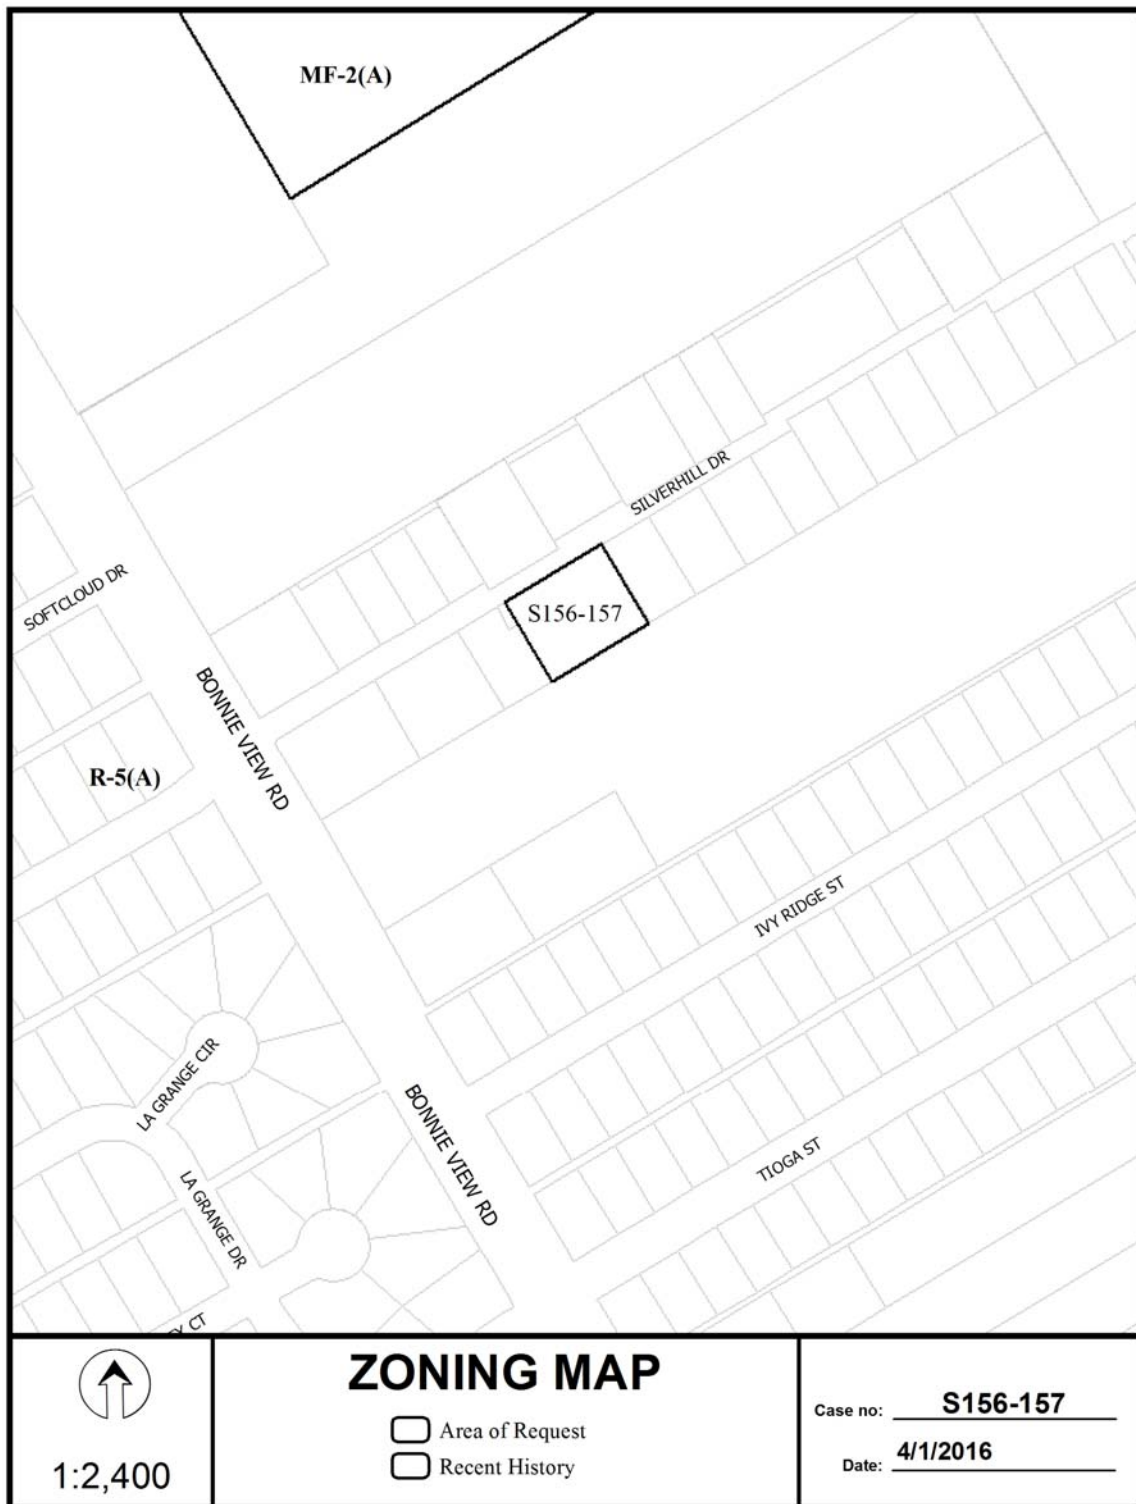 MF-2(A)
SILVERHILL DR
SOFTCLOUD DR
S156-157
BONNIE VIEW RD
R-5(A)
IVY RIDGE ST
LA GRANGE CIR
BONNIE VIEW RD
TIOGA ST
LA GRANGE DR
CT
1:2,400
ZONING MAP
Area of Request
Recent History
Case no: S156-157
Date: 4/1/2016